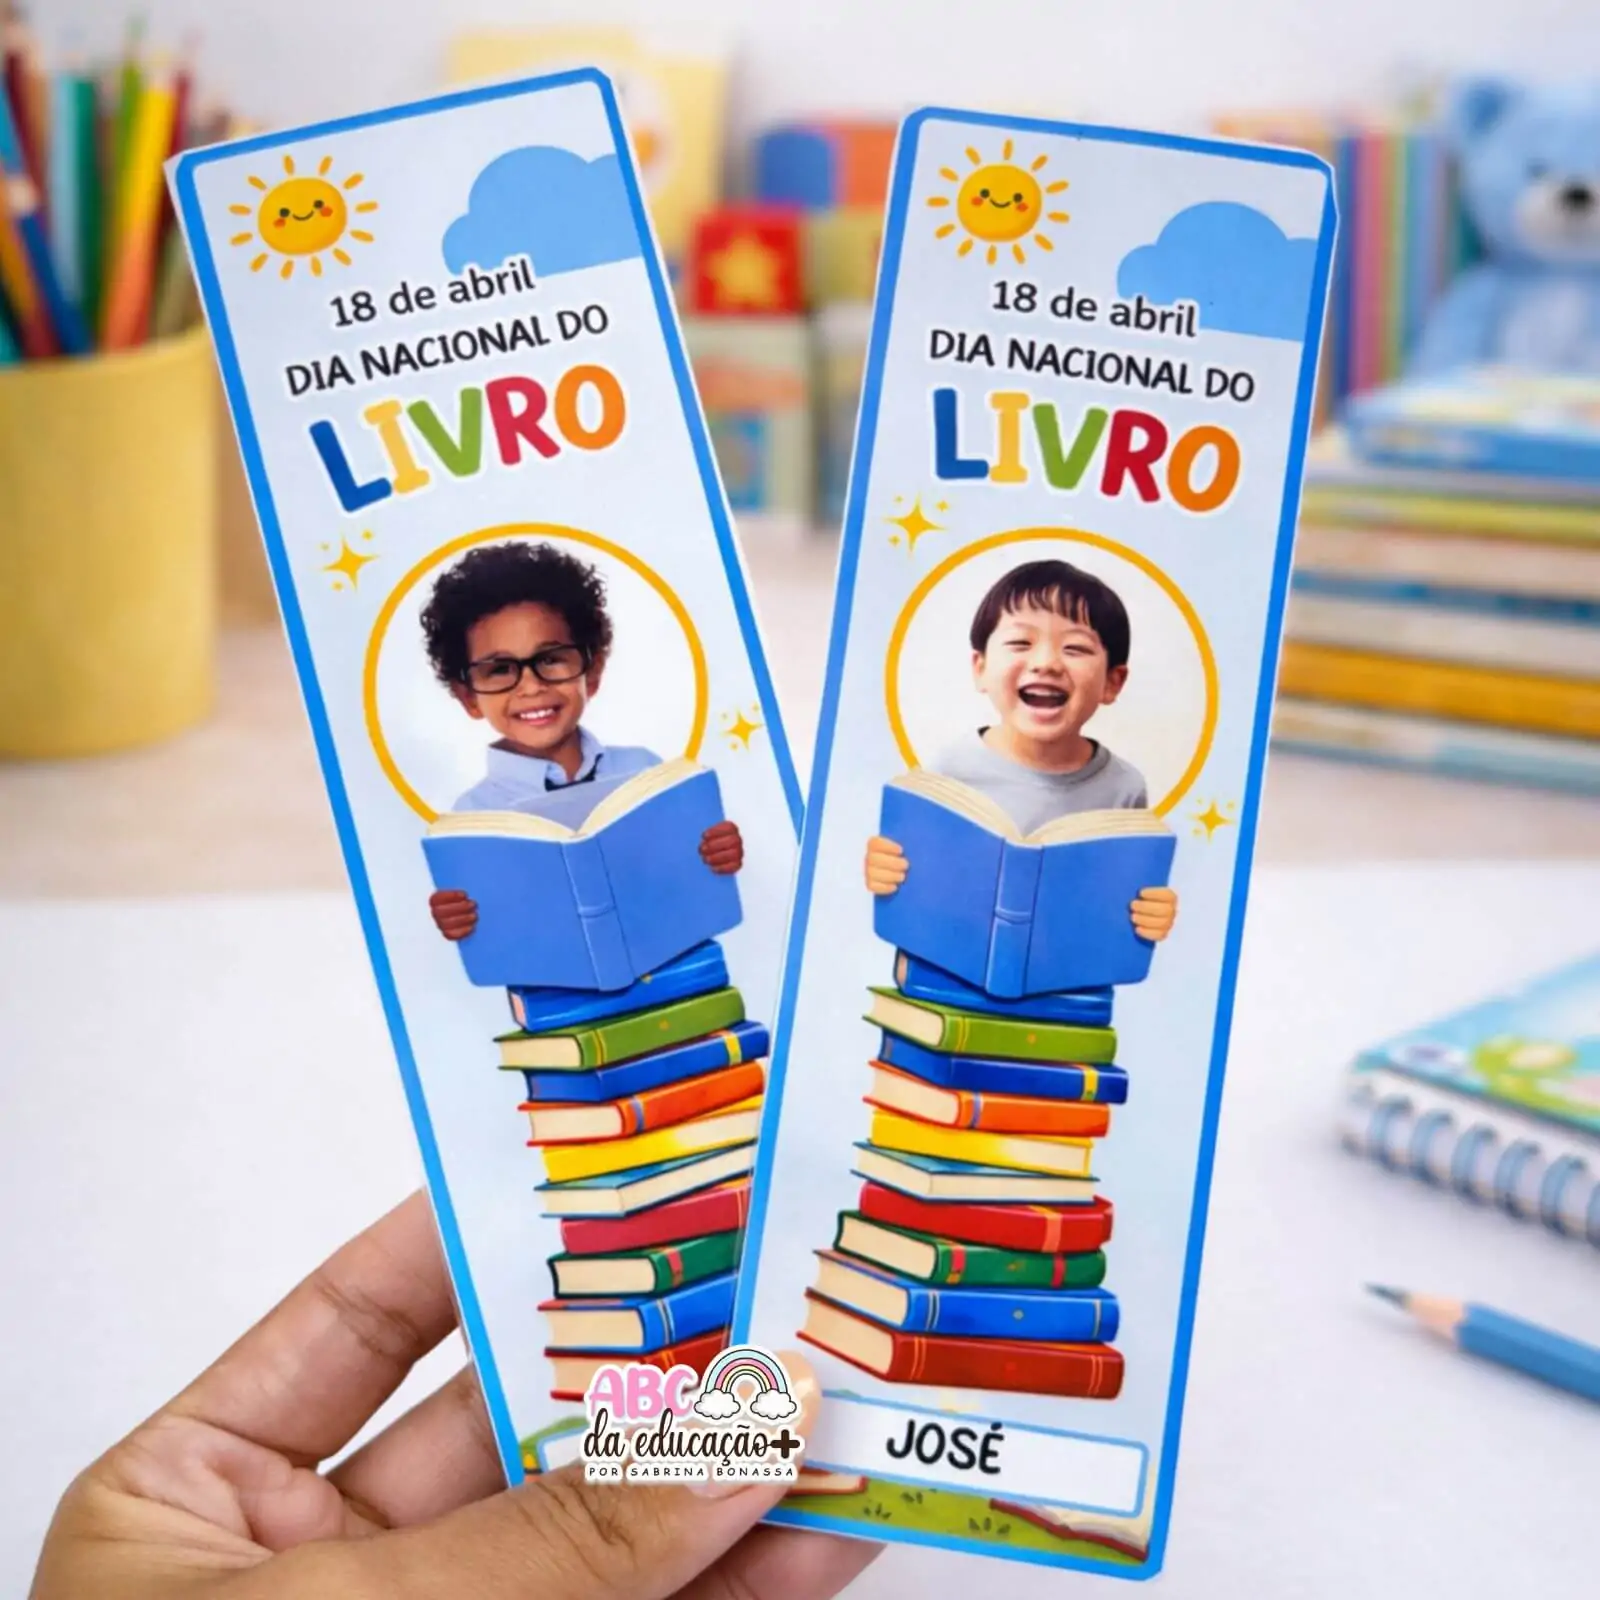 18 de abril
DIA NACIONAL DO
LIVRO
18 de abril
DIA NACIONAL DO
LIVRO
JOSÉ
ABC
da educação+
POR SABRINA BONASSA